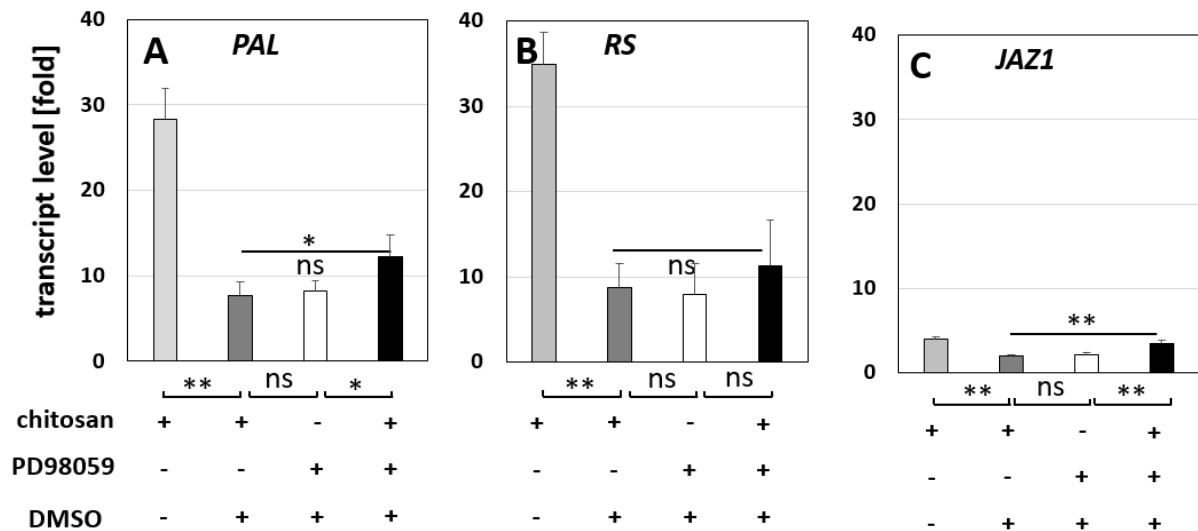 transcript level [fold]
A PAL
40
30
20
10
0
*
ns
** ns *
B RS
40
30
20
10
0
ns
** ns ns
C JAZ1
40
30
20
10
0
**
** ns **
chitosan + + - + + + - + + + - +
PD98059 - - + + - - + + - - + +
DMSO - + + + - + + + - + + +